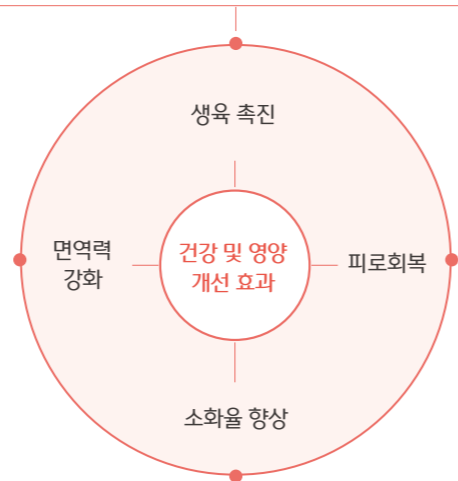 생육 촉진
면역력
강화
건강 및 영양
개선 효과
피로회복
소화율 향상